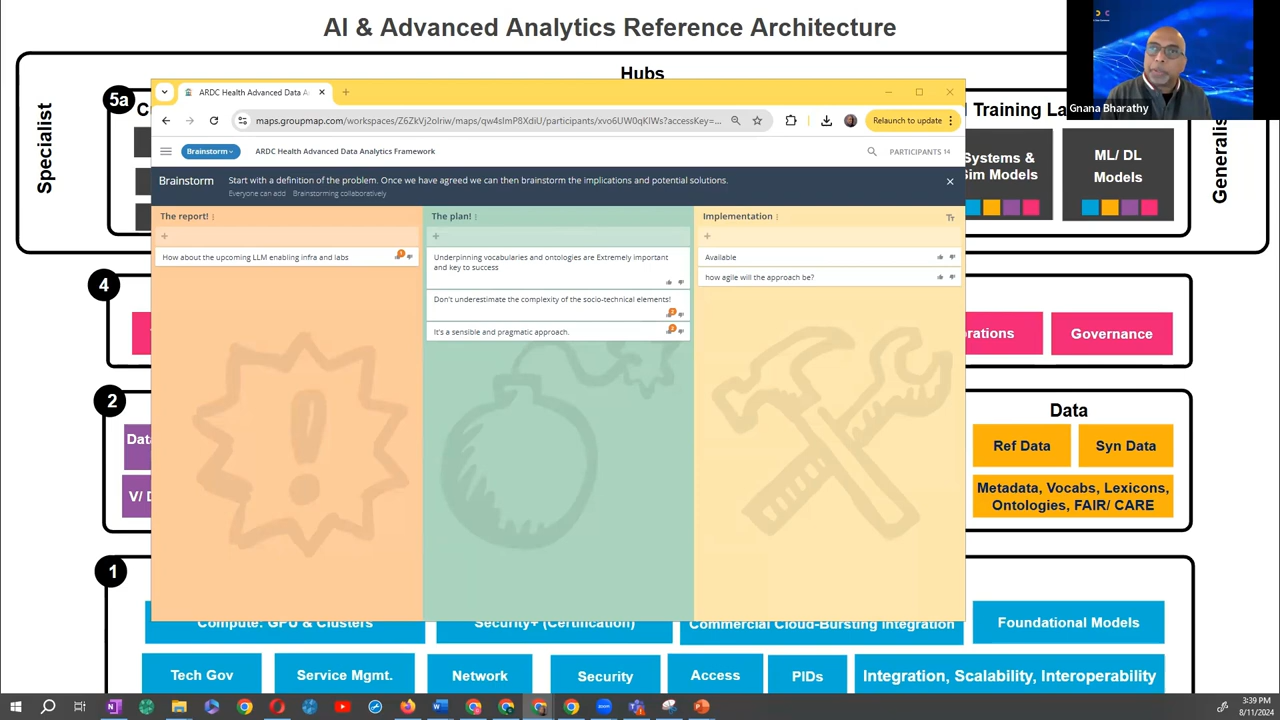 AI & Advanced Analytics Reference Architecture
Gnana Bharathy
Hubs
Specialist
5a
Training La
Generalis
Systems &
Sim Models
ML/ DL
Models
4
orations
Governance
2
Data
V/ D
Data
Ref Data
Syn Data
Metadata, Vocabs, Lexicons,
Ontologies, FAIR/ CARE
1
Compute: GPU & Clusters
Security+ (Certification)
Commercial Cloud-Bursting Integration
Foundational Models
Tech Gov
Service Mgmt.
Network
Security
Access
PIDs
Integration, Scalability, Interoperability
ARDC Health Advanced Data A
maps.groupmap.com/workspaces/
Relaunch to update
Brainstorm
ARDC Health Advanced Data Analytics Framework
PARTICIPANTS 14
Brainstorm
Start with a definition of the problem. Once we have agreed we can then brainstorm the implications and potential solutions.
Everyone can add Brainstorming collaboratively
The report!
How about the upcoming LLM enabling infra and labs
The plan!
Underpinning vocabularies and ontologies are Extremely important
and key to success
Don't underestimate the complexity of the socio-technical elements!
It's a sensible and pragmatic approach.
Implementation
Available
how agile will the approach be?
3:39 PM
8/11/2024